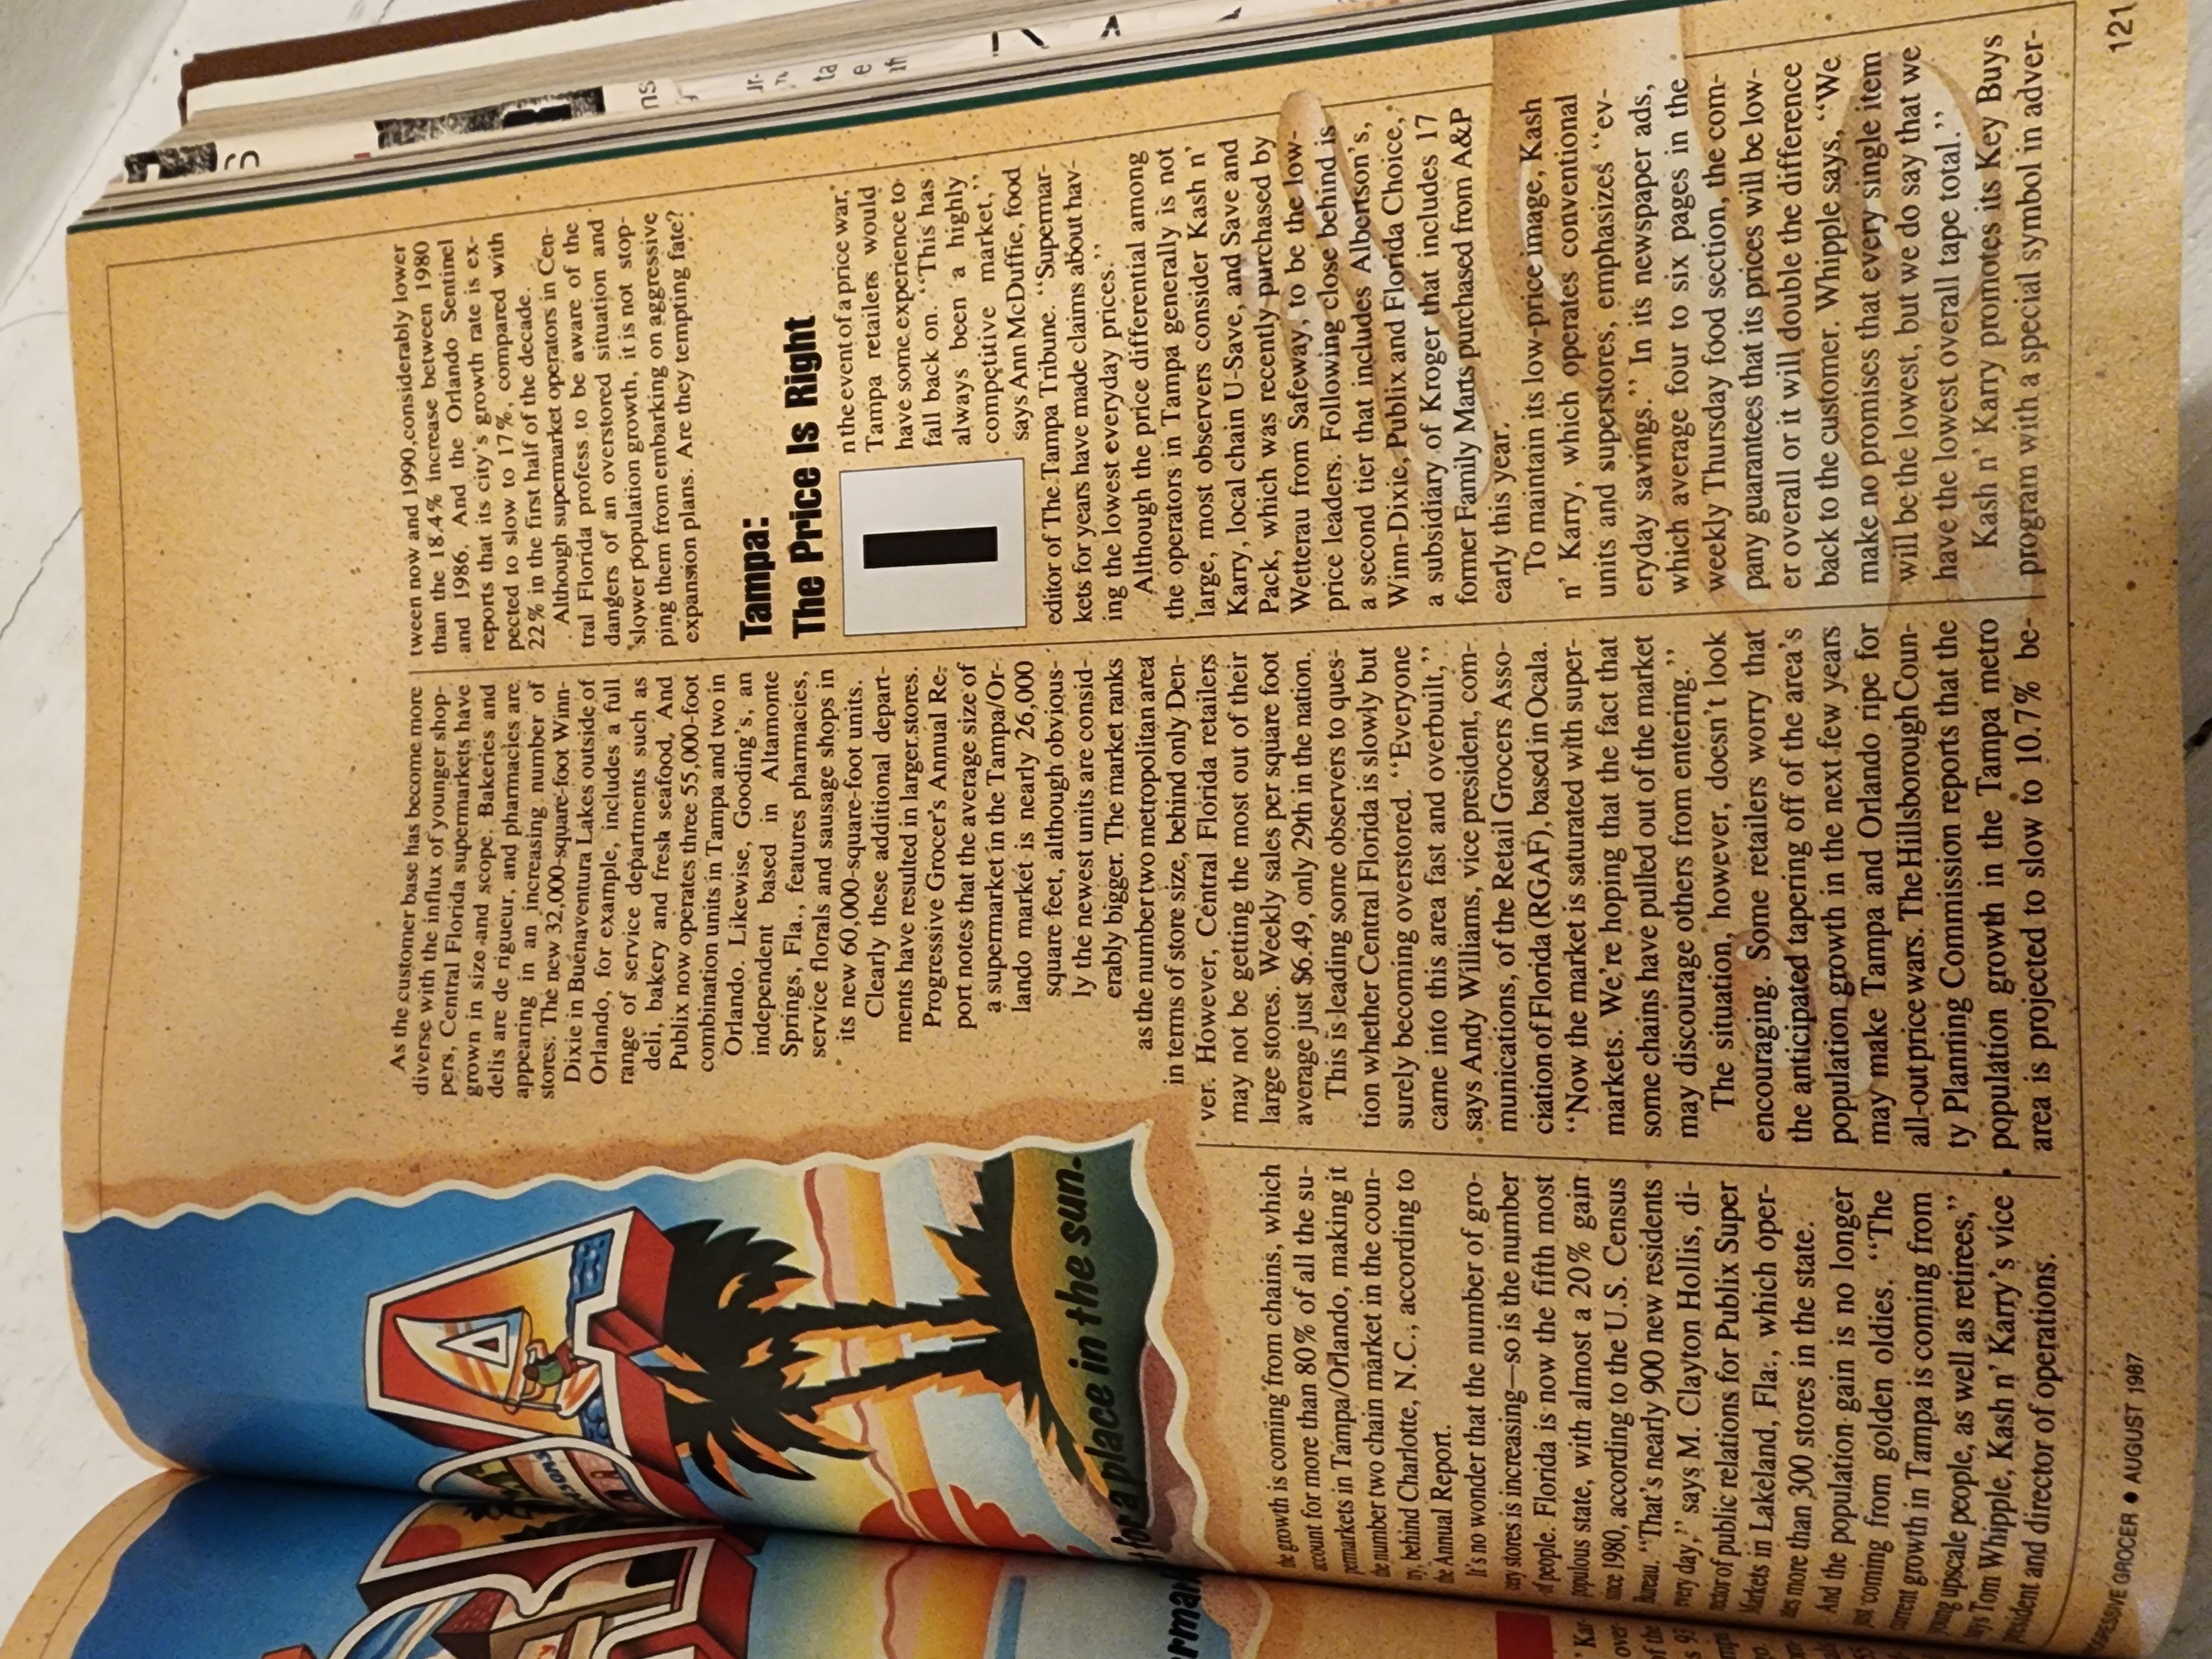 for a place in the sun.
the growth is coming from chains, which
account for more than 80% of all the su-
permarkets in Tampa/Orlando, making it
the number two chain market in the coun-
try, behind Charlotte, N.C., according to
the Annual Report.
It's no wonder that the number of gro-
cery stores is increasing—so is the number
of people. Florida is now the fifth most
populous state, with almost a 20% gain
since 1980, according to the U.S. Census
Bureau. "That's nearly 900 new residents
every day," says M. Clayton Hollis, di-
rector of public relations for Publix Super
Markets in Lakeland, Fla., which oper-
ates more than 300 stores in the state.
And the population gain is no longer
just coming from golden oldies. "The
current growth in Tampa is coming from
young upscale people, as well as retirees,"
says Tom Whipple, Kash n' Karry's vice
president and director of operations.
As the customer base has become more
diverse with the influx of younger shop-
pers, Central Florida supermarkets have
grown in size and scope. Bakeries and
delis are de rigueur, and pharmacies are
appearing in an increasing number of
stores: The new 32,000-square-foot Winn-
Dixie in Buenaventura Lakes outside of
Orlando, for example, includes a full
range of service departments such as
deli, bakery and fresh seafood, And
Publix now operates three 55,000-foot
combination units in Tampa and two in
Orlando. Likewise, Gooding's, an
independent based in Altamonte
Springs, Fla., features pharmacies,
service florals and sausage shops in
its new 60,000-square-foot units.
Clearly these additional depart-
ments have resulted in larger stores.
Progressive Grocer's Annual Re-
port notes that the average size of
a supermarket in the Tampa/Or-
lando market is nearly 26,000
square feet, although obvious-
ly the newest units are consid-
erably bigger. The market ranks
as the number two metropolitan area
in terms of store size, behind only Den-
ver. However, Central Florida retailers
may not be getting the most out of their
large stores. Weekly sales per square foot
average just $6.49, only 29th in the nation.
This is leading some observers to ques-
tion whether Central Florida is slowly but
surely becoming overstored. "Everyone
came into this area fast and overbuilt,"
says Andy Williams, vice president, com-
munications, of the Retail Grocers Asso-
ciation of Florida (RGAF), based in Ocala.
"Now the market is saturated with super-
markets. We're hoping that the fact that
some chains have pulled out of the market
may discourage others from entering."
The situation, however, doesn't look
encouraging. Some retailers worry that
the anticipated tapering off of the area's
population growth in the next few years
may make Tampa and Orlando ripe for
all-out price wars. The Hillsborough Coun-
ty Planning Commission reports that the
population growth in the Tampa metro
area is projected to slow to 10.7% be-
tween now and 1990, considerably lower
than the 18.4% increase between 1980
and 1986. And the Orlando Sentinel
reports that its city's growth rate is ex-
pected to slow to 17%, compared with
22% in the first half of the decade.
Although supermarket operators in Cen-
tral Florida profess to be aware of the
dangers of an overstored situation and
slower population growth, it is not stop-
ping them from embarking on aggressive
expansion plans. Are they tempting fate?
Tampa:
The Price Is Right
In the event of a price war,
Tampa retailers would
have some experience to
fall back on. "This has
always been a highly
competitive market,"
says Ann McDuffie, food
editor of The Tampa Tribune. "Supermar-
kets for years have made claims about hav-
ing the lowest everyday prices."
Although the price differential among
the operators in Tampa generally is not
large, most observers consider Kash n'
Karry, local chain U-Save, and Save and
Pack, which was recently purchased by
Wetterau from Safeway, to be the low-
price leaders. Following close behind is
a second tier that includes Albertson's,
Winn-Dixie, Publix and Florida Choice,
a subsidiary of Kroger that includes 17
former Family Marts purchased from A&P
early this year.
To maintain its low-price image, Kash
n' Karry, which operates conventional
units and superstores, emphasizes "ev-
eryday savings." In its newspaper ads,
which average four to six pages in the
weekly Thursday food section, the com-
pany guarantees that its prices will be low-
er overall or it will double the difference
back to the customer. Whipple says, "We
make no promises that every single item
will be the lowest, but we do say that we
have the lowest overall tape total."
Kash n' Karry promotes its Key Buys
program with a special symbol in adver-
PROGRESSIVE GROCER • AUGUST 1987
121